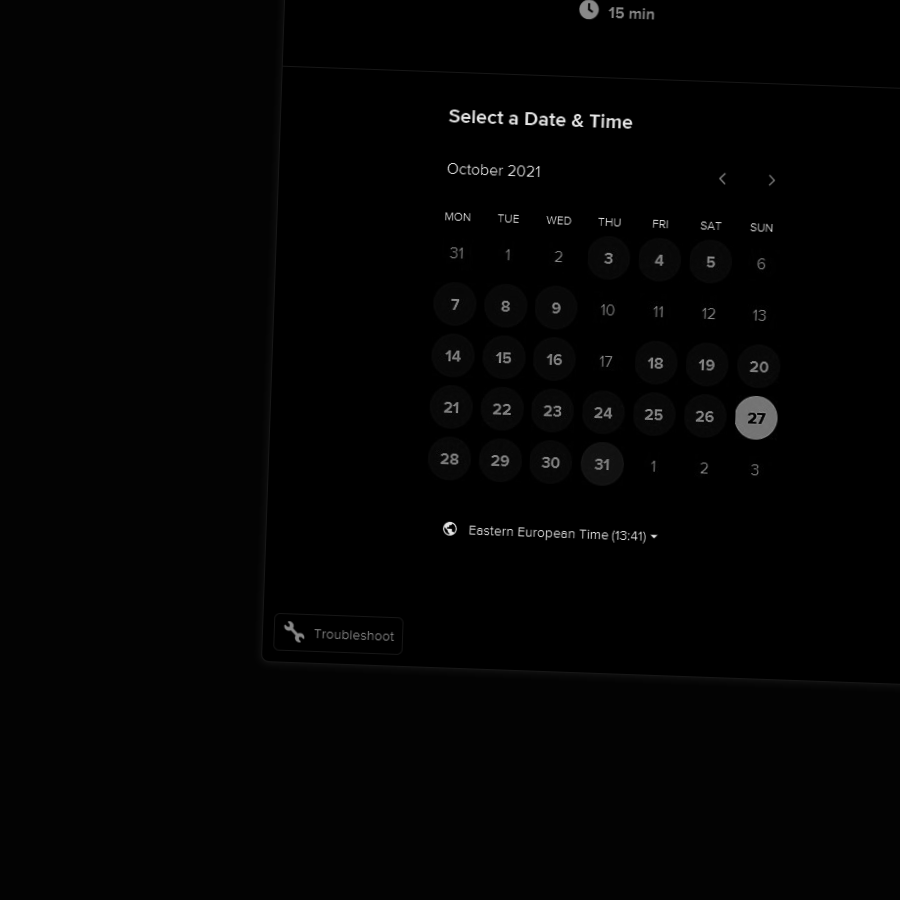 15 min
Select a Date & Time
October 2021
MON TUE WED THU FRI SAT SUN
31 1 2 3 4 5 6
7 8 9 10 11 12 13
14 15 16 17 18 19 20
21 22 23 24 25 26 27
28 29 30 31 1 2 3
Eastern European Time (13:41)
Troubleshoot